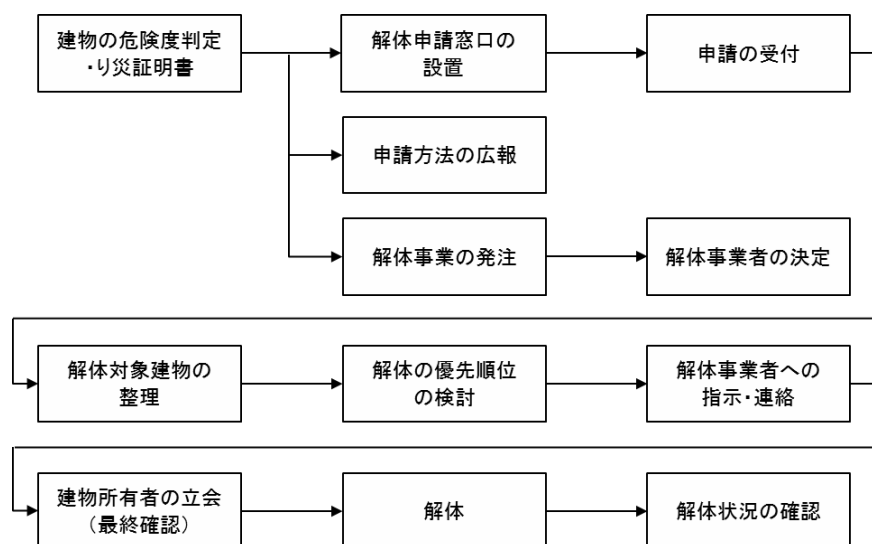 建物の危険度判定
・り災証明書
解体申請窓口の
設置
申請の受付
申請方法の広報
解体事業の発注
解体事業者の決定
解体対象建物の
整理
解体の優先順位
の検討
解体事業者への
指示・連絡
建物所有者の立会
（最終確認）
解体
解体状況の確認